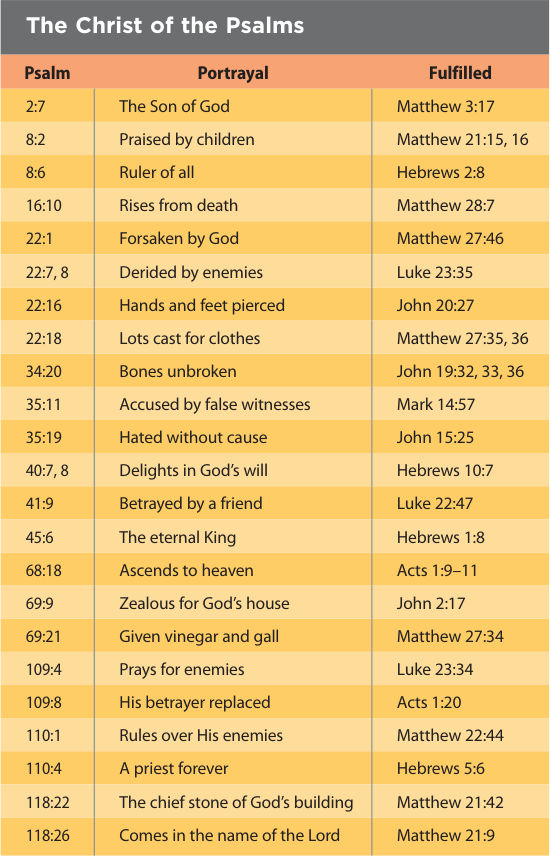 The Christ of the Psalms
Psalm Portrayal Fulfilled
2:7 The Son of God Matthew 3:17
8:2 Praised by children Matthew 21:15, 16
8:6 Ruler of all Hebrews 2:8
16:10 Rises from death Matthew 28:7
22:1 Forsaken by God Matthew 27:46
22:7, 8 Derided by enemies Luke 23:35
22:16 Hands and feet pierced John 20:27
22:18 Lots cast for clothes Matthew 27:35, 36
34:20 Bones unbroken John 19:32, 33, 36
35:11 Accused by false witnesses Mark 14:57
35:19 Hated without cause John 15:25
40:7, 8 Delights in God’s will Hebrews 10:7
41:9 Betrayed by a friend Luke 22:47
45:6 The eternal King Hebrews 1:8
68:18 Ascends to heaven Acts 1:9–11
69:9 Zealous for God’s house John 2:17
69:21 Given vinegar and gall Matthew 27:34
109:4 Prays for enemies Luke 23:34
109:8 His betrayer replaced Acts 1:20
110:1 Rules over His enemies Matthew 22:44
110:4 A priest forever Hebrews 5:6
118:22 The chief stone of God’s building Matthew 21:42
118:26 Comes in the name of the Lord Matthew 21:9